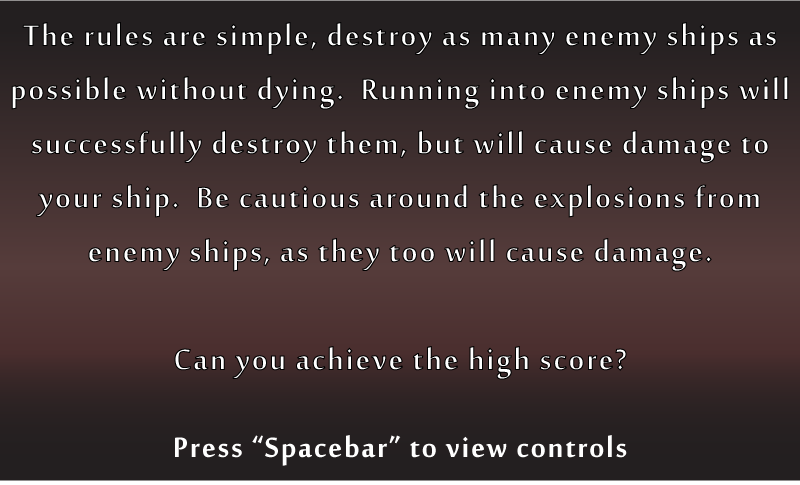 The rules are simple, destroy as many enemy ships as
possible without dying.  Running into enemy ships will
successfully destroy them, but will cause damage to
your ship.  Be cautious around the explosions from
enemy ships, as they too will cause damage.
Can you achieve the high score?
Press “Spacebar” to view controls